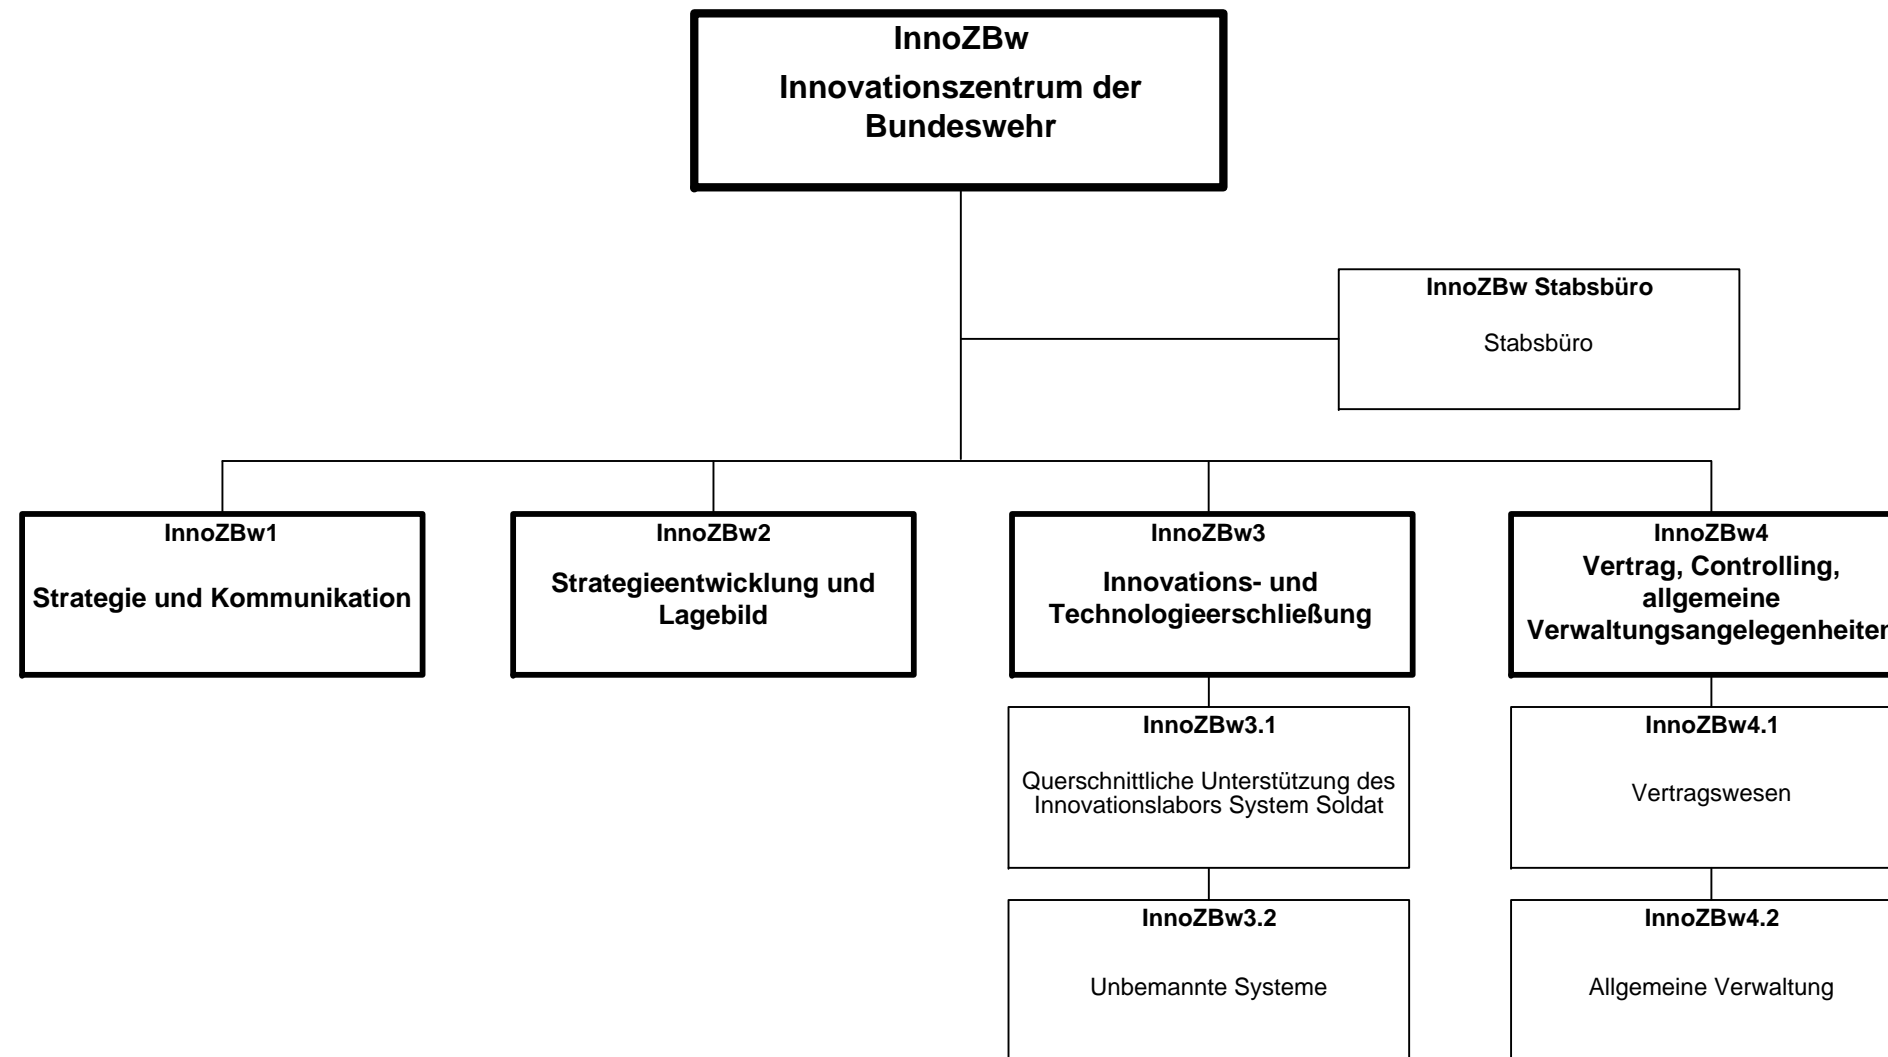 InnoZBw
Innovationszentrum der
Bundeswehr
InnoZBw Stabsbüro
Stabsbüro
InnoZBw1
Strategie und Kommunikation
InnoZBw2
Strategieentwicklung und
Lagebild
InnoZBw3
Innovations- und
Technologieerschließung
InnoZBw4
Vertrag, Controlling,
allgemeine
Verwaltungsangelegenheiten
InnoZBw3.1
Querschnittliche Unterstützung des
Innovationslabors System Soldat
InnoZBw4.1
Vertragswesen
InnoZBw3.2
Unbemannte Systeme
InnoZBw4.2
Allgemeine Verwaltung